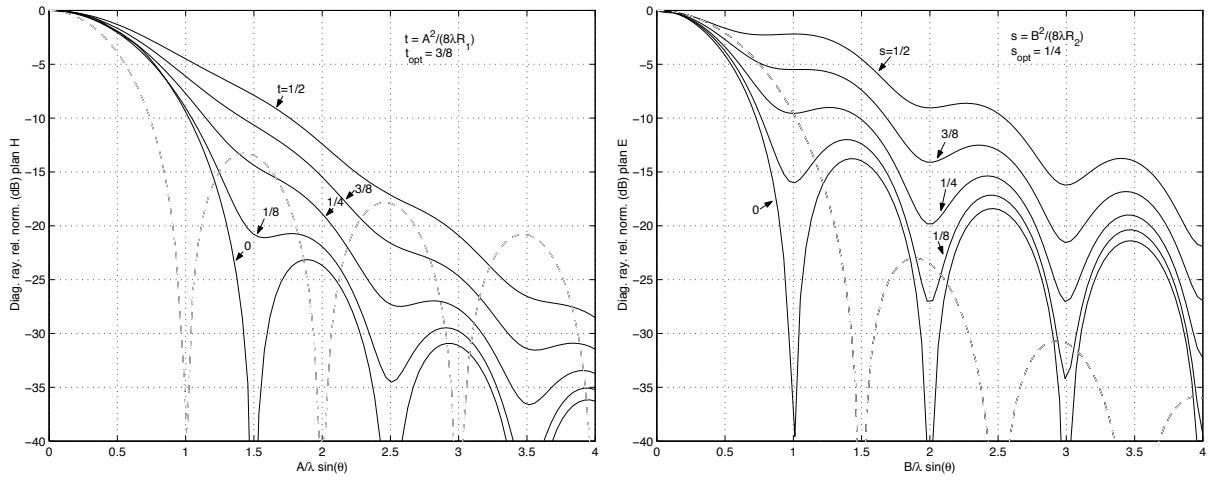 Diag. ray. rel. norm. (dB) plan H
0
−5
−10
−15
−20
−25
−30
−35
−40
t = A²/(8λR₁)
t_opt = 3/8
t=1/2
3/8
1/4
1/8
0
0 0.5 1 1.5 2 2.5 3 3.5 4
A/λ sin(θ)
Diag. ray. rel. norm. (dB) plan E
0
−5
−10
−15
−20
−25
−30
−35
−40
s = B²/(8λR₂)
s_opt = 1/4
s=1/2
3/8
1/4
0
1/8
0 0.5 1 1.5 2 2.5 3 3.5 4
B/λ sin(θ)